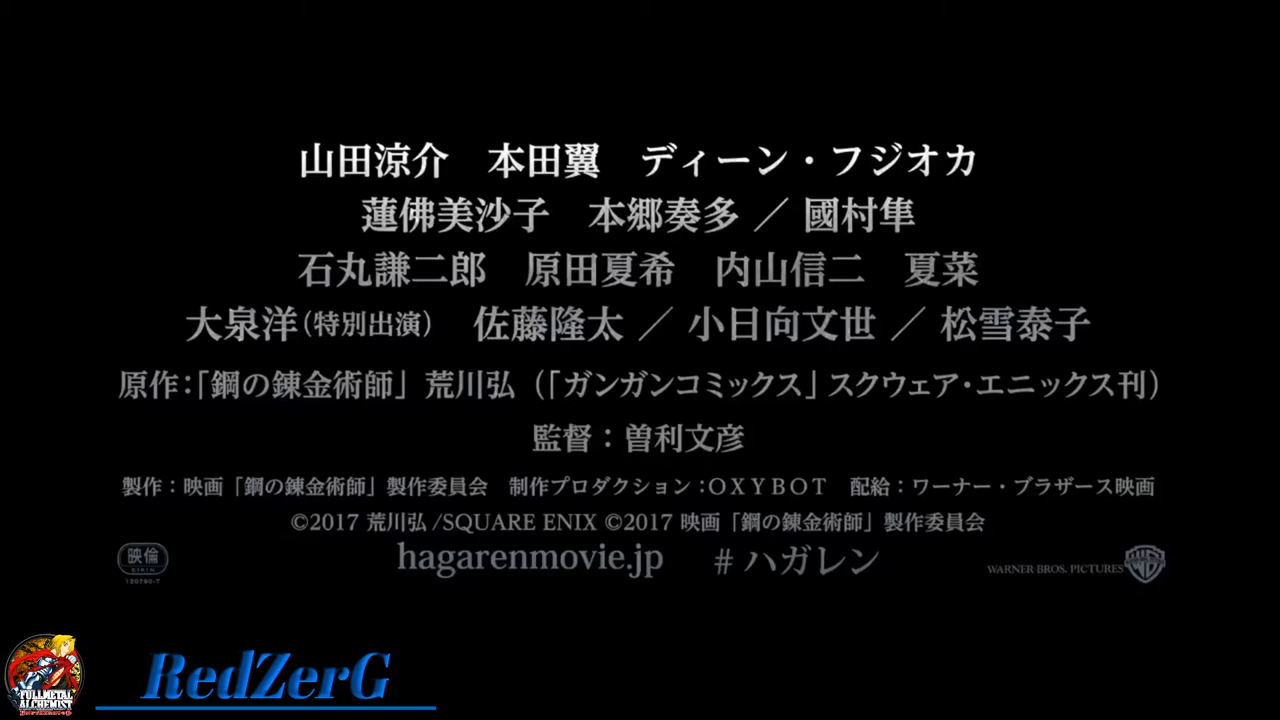 山田涼介 本田翼 ディーン・フジオカ
蓮佛美沙子 本郷奏多 ／ 國村隼
石丸謙二郎 原田夏希 内山信二 夏菜
大泉洋（特別出演） 佐藤隆太 ／ 小日向文世 ／ 松雪泰子
原作：「鋼の錬金術師」 荒川弘 （「ガンガンコミックス」 スクウェア・エニックス刊）
監督：曽利文彦
製作：映画「鋼の錬金術師」製作委員会 制作プロダクション：OXYBOT 配給：ワーナー・ブラザース映画
©2017 荒川弘/SQUARE ENIX ©2017 映画「鋼の錬金術師」製作委員会
映倫
EIRIN
120790-7
hagarenmovie.jp #ハガレン
WARNER BROS. PICTURES
RedZerG
FULLMETAL
ALCHEMIST